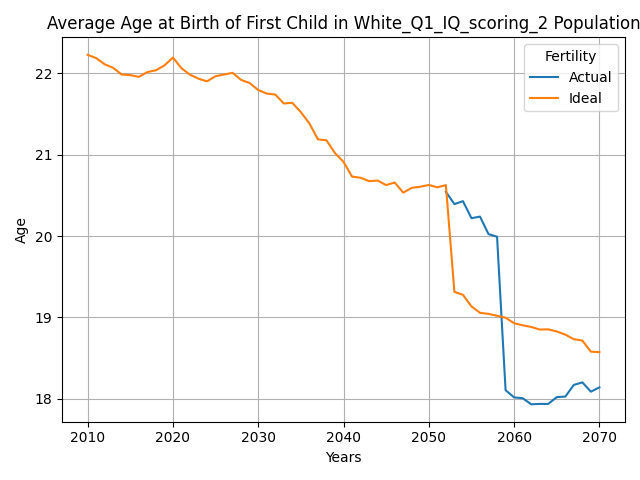 Average Age at Birth of First Child in White_Q1_IQ_scoring_2 Population
Fertility
Actual
Ideal
22
21
20
19
18
Age
2010 2020 2030 2040 2050 2060 2070
Years